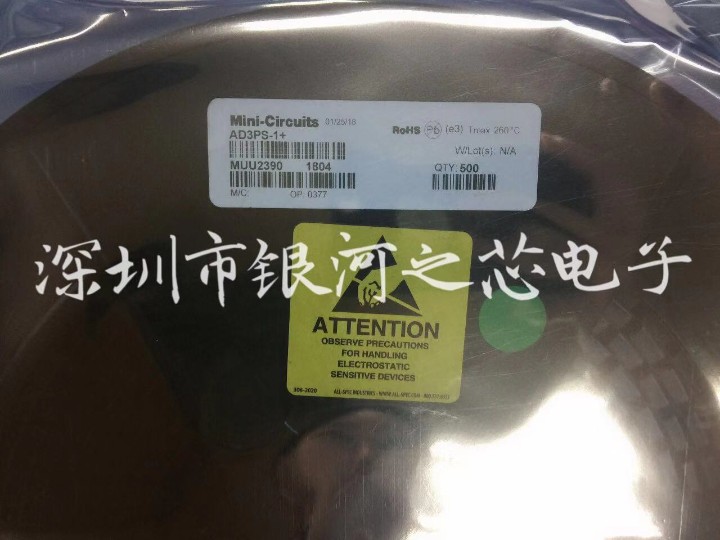 Mini-Circuits 01/25/18
AD3PS-1+
RoHS Pb (e3) Tmax 260°C
W/Lot(s): N/A
MUU2390 1804
QTY: 500
M/C: OP: 0377
深圳市银河之芯电子
ATTENTION
OBSERVE PRECAUTIONS
FOR HANDLING
ELECTROSTATIC
SENSITIVE DEVICES